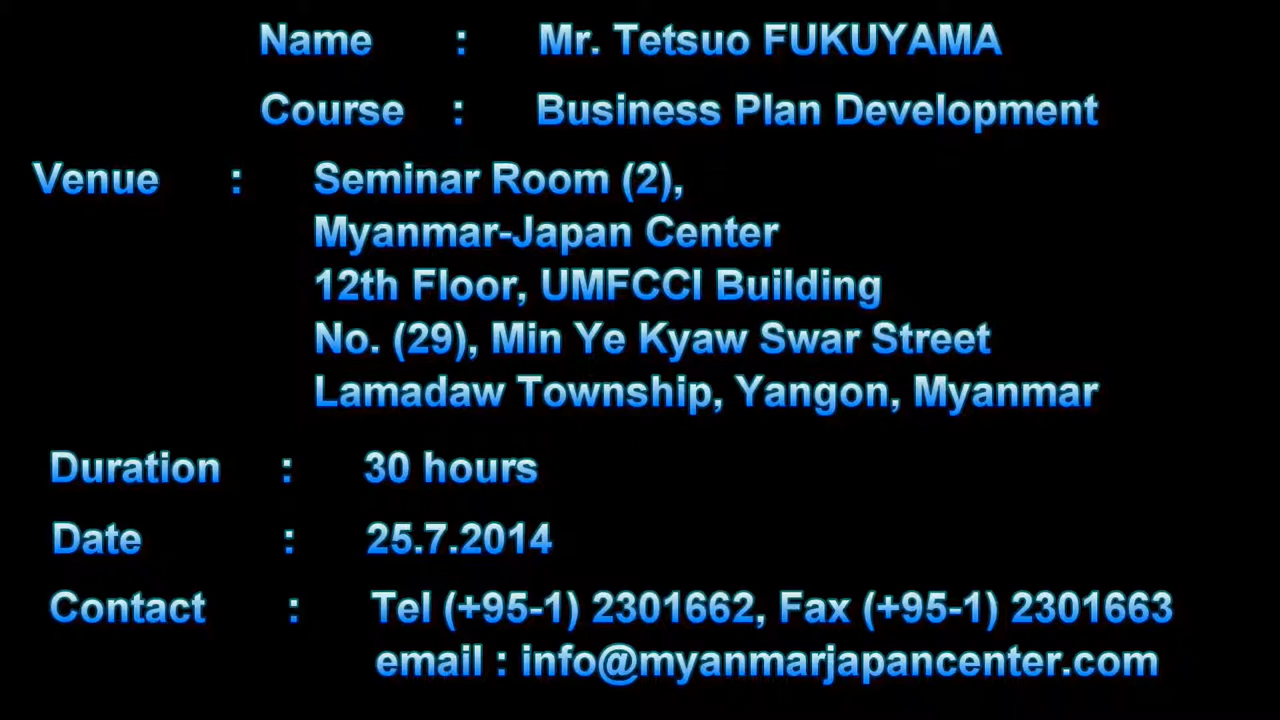 Name : Mr. Tetsuo FUKUYAMA
Course : Business Plan Development
Venue : Seminar Room (2),
Myanmar-Japan Center
12th Floor, UMFCCI Building
No. (29), Min Ye Kyaw Swar Street
Lamadaw Township, Yangon, Myanmar
Duration : 30 hours
Date : 25.7.2014
Contact : Tel (+95-1) 2301662, Fax (+95-1) 2301663
email : info@myanmarjapancenter.com